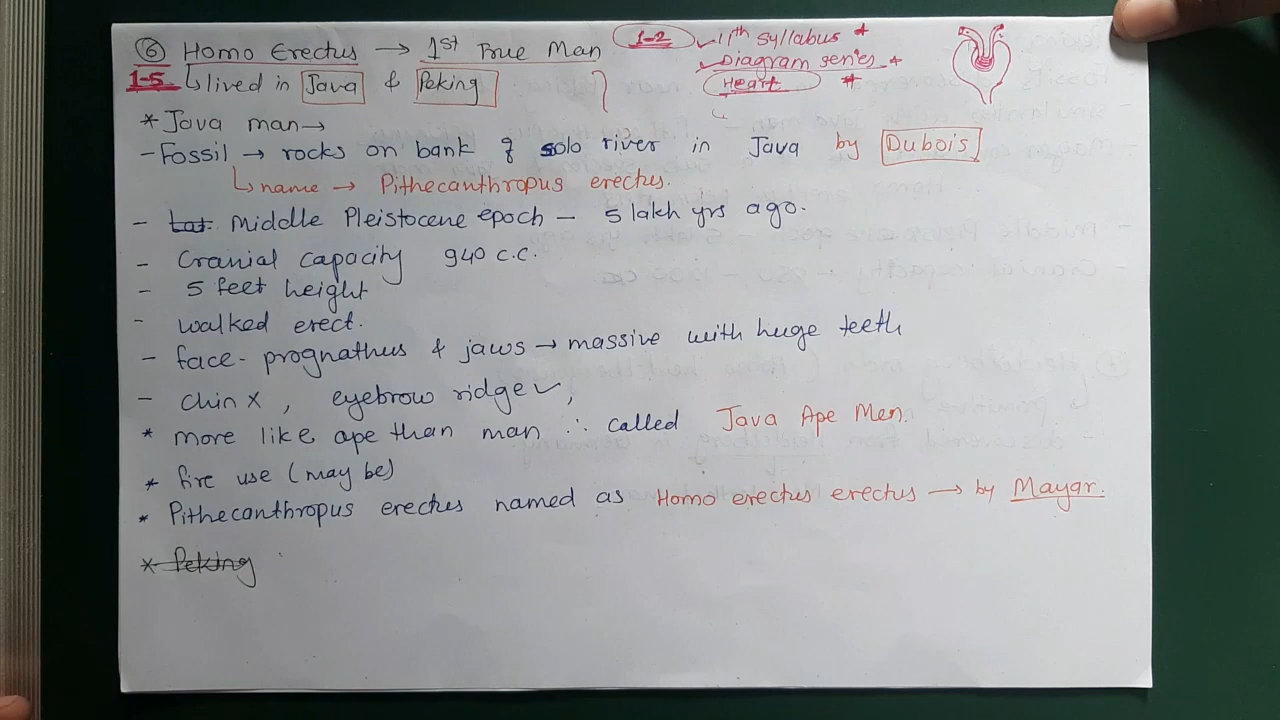 ⑥ Homo Erectus → 1st True Man
1-5 ↳ lived in Java & Peking
1-2 ✓ 11th Syllabus *
✓ Diagram series *
Heart *
* Java man →
- Fossil → rocks on bank of solo river in Java by Dubois
↳ name → Pithecanthropus erectus.
- Lat. Middle Pleistocene epoch - 5 lakh yrs ago.
- Cranial capacity 940 c.c.
- 5 feet height
- walked erect.
- face - prognathus & jaws → massive with huge teeth
- chin x, eyebrow ridge ✓,
* more like ape than man ∴ called Java Ape Men.
* fire use (may be)
* Pithecanthropus erectus named as Homo erectus erectus → by Mayar.
* Peking